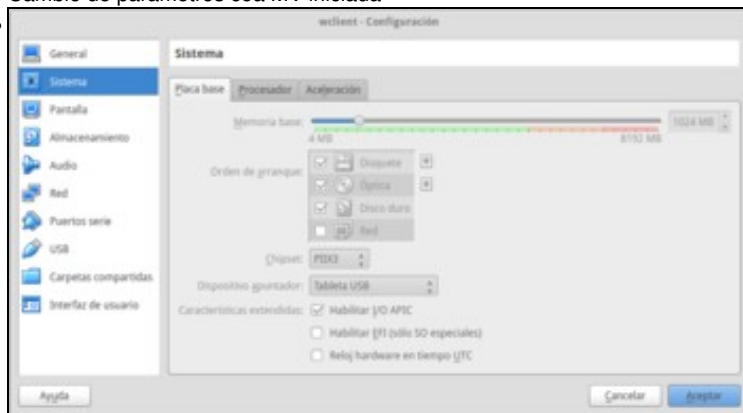 Cambio de parámetros coa MV iniciada
wclient - Configuración
General
Sistema
Pantalla
Almacenamiento
Audio
Red
Puertos serie
USB
Carpetas compartidas
Interfaz de usuario
Sistema
Placa base Procesador Aceleración
Memoria base: 1024 MB
4 MB 8192 MB
Orden de arranque: Disquete
Óptica
Disco duro
Red
Chipset: PIIX3
Dispositivo apuntador: Tableta USB
Características extendidas: Habilitar I/O APIC
Habilitar EFI (sólo SO especiales)
Reloj hardware en tiempo UTC
Ayuda Cancelar Aceptar